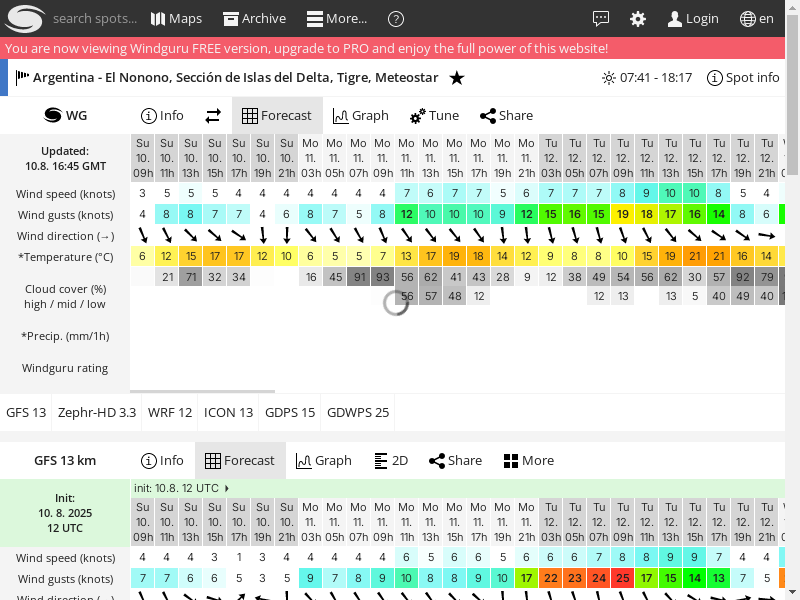 search spots... Maps Archive More... ? Login en
You are now viewing Windguru FREE version, upgrade to PRO and enjoy the full power of this website!
Argentina - El Nonono, Sección de Islas del Delta, Tigre, Meteostar ★ 07:41 - 18:17 Spot info
WG Info Forecast Graph Tune Share
Updated:
10.8. 16:45 GMT
Su Su Su Su Su Su Su Mo Mo Mo Mo Mo Mo Mo Mo Mo Mo Tu Tu Tu Tu Tu Tu Tu Tu Tu Tu
10. 10. 10. 10. 10. 10. 10. 11. 11. 11. 11. 11. 11. 11. 11. 11. 11. 12. 12. 12. 12. 12. 12. 12. 12. 12. 12.
09h 11h 13h 15h 17h 19h 21h 03h 05h 07h 09h 11h 13h 15h 17h 19h 21h 03h 05h 07h 09h 11h 13h 15h 17h 19h 21h
Wind speed (knots) 3 5 5 5 4 4 4 4 4 4 4 7 6 7 7 5 6 7 7 7 8 9 10 10 8 5 4
Wind gusts (knots) 4 8 8 7 7 4 6 8 7 5 8 12 10 10 10 9 12 15 16 15 19 18 17 16 14 8 6
Wind direction (→)
*Temperature (°C) 6 12 15 17 17 12 10 6 5 5 7 13 17 19 18 14 12 9 8 8 10 15 19 21 21 16 14
Cloud cover (%)
high / mid / low
21 71 32 34 16 45 91 93 56 62 41 43 28 9 12 38 49 54 56 62 30 57 92 79
56 57 48 12 12 13 13 5 40 49 40
*Precip. (mm/1h)
Windguru rating
GFS 13 Zephr-HD 3.3 WRF 12 ICON 13 GDPS 15 GDWPS 25
GFS 13 km Info Forecast Graph 2D Share More
init: 10.8. 12 UTC
Init:
10. 8. 2025
12 UTC
Su Su Su Su Su Su Su Mo Mo Mo Mo Mo Mo Mo Mo Mo Mo Tu Tu Tu Tu Tu Tu Tu Tu Tu Tu
10. 10. 10. 10. 10. 10. 10. 11. 11. 11. 11. 11. 11. 11. 11. 11. 11. 12. 12. 12. 12. 12. 12. 12. 12. 12. 12.
09h 11h 13h 15h 17h 19h 21h 03h 05h 07h 09h 11h 13h 15h 17h 19h 21h 03h 05h 07h 09h 11h 13h 15h 17h 19h 21h
Wind speed (knots) 4 4 4 3 1 3 4 4 4 4 4 6 5 6 6 5 6 6 6 7 8 8 9 9 7 4 4
Wind gusts (knots) 7 7 6 6 5 3 5 9 7 8 9 10 8 8 9 10 17 22 23 24 25 17 15 14 13 7 5
Wind direction (→)